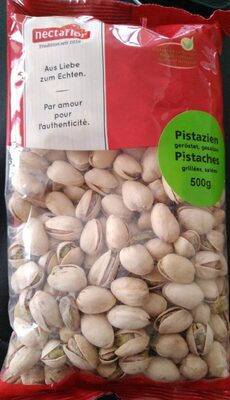 nectaflor
Tradition seit 1934
Aus Liebe
zum Echten.
Par amour
pour
l'authenticité.
Pistazien
geröstet, gesalzen
Pistaches
grillées, salées
500g